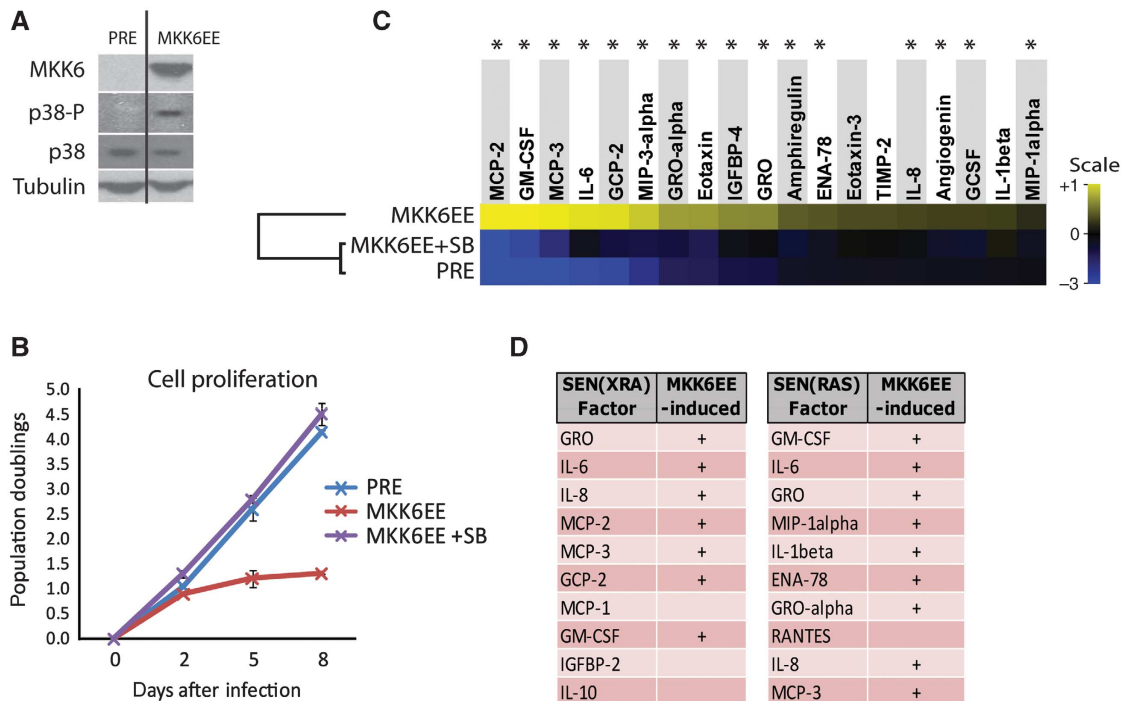 A
PRE MKK6EE
MKK6
p38-P
p38
Tubulin
B
Cell proliferation
Population doublings
5.0
4.5
4.0
3.5
3.0
2.5
2.0
1.5
1.0
0.5
0.0
0 2 5 8
Days after infection
PRE
MKK6EE
MKK6EE +SB
C
* * * * * * * * * * * * * * * *
MCP-2
GM-CSF
MCP-3
IL-6
GCP-2
MIP-3-alpha
GRO-alpha
Eotaxin
IGFBP-4
GRO
Amphiregulin
ENA-78
Eotaxin-3
TIMP-2
IL-8
Angiogenin
GCSF
IL-1beta
MIP-1alpha
MKK6EE
MKK6EE+SB
PRE
Scale
+1
0
−3
D
SEN(XRA) MKK6EE
Factor -induced
GRO +
IL-6 +
IL-8 +
MCP-2 +
MCP-3 +
GCP-2 +
MCP-1
GM-CSF +
IGFBP-2
IL-10
SEN(RAS) MKK6EE
Factor -induced
GM-CSF +
IL-6 +
GRO +
MIP-1alpha +
IL-1beta +
ENA-78 +
GRO-alpha +
RANTES
IL-8 +
MCP-3 +